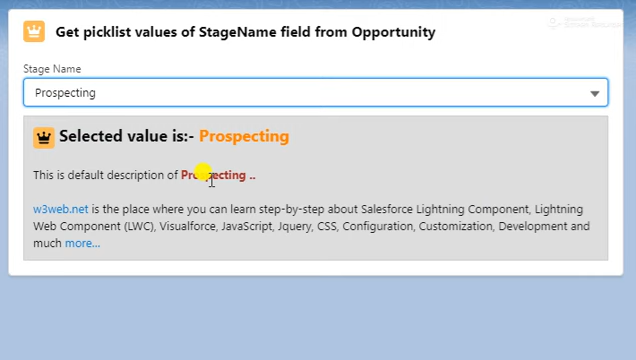 Get picklist values of StageName field from Opportunity
Stage Name
Prospecting
Selected value is:- Prospecting
This is default description of Prospecting ..
w3web.net is the place where you can learn step-by-step about Salesforce Lightning Component, Lightning
Web Component (LWC), Visualforce, JavaScript, Jquery, CSS, Configuration, Customization, Development and
much more...